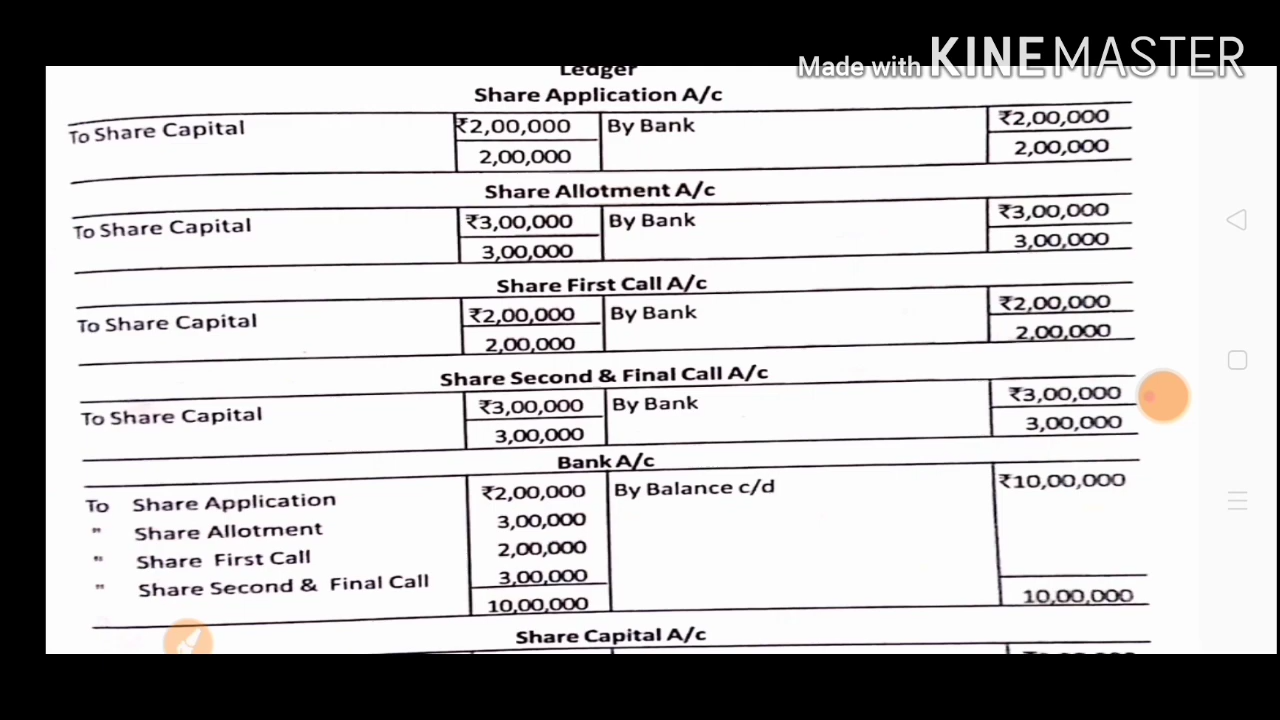 Made with KINEMASTER
Ledger
Share Application A/c
To Share Capital ₹2,00,000 By Bank ₹2,00,000
2,00,000 2,00,000
Share Allotment A/c
To Share Capital ₹3,00,000 By Bank ₹3,00,000
3,00,000 3,00,000
Share First Call A/c
To Share Capital ₹2,00,000 By Bank ₹2,00,000
2,00,000 2,00,000
Share Second & Final Call A/c
To Share Capital ₹3,00,000 By Bank ₹3,00,000
3,00,000 3,00,000
Bank A/c
To Share Application ₹2,00,000 By Balance c/d ₹10,00,000
" Share Allotment 3,00,000
" Share First Call 2,00,000
" Share Second & Final Call 3,00,000
10,00,000 10,00,000
Share Capital A/c